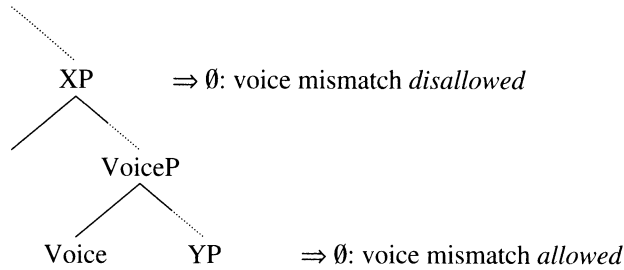 XP ⇒ ∅: voice mismatch disallowed
VoiceP
Voice YP ⇒ ∅: voice mismatch allowed